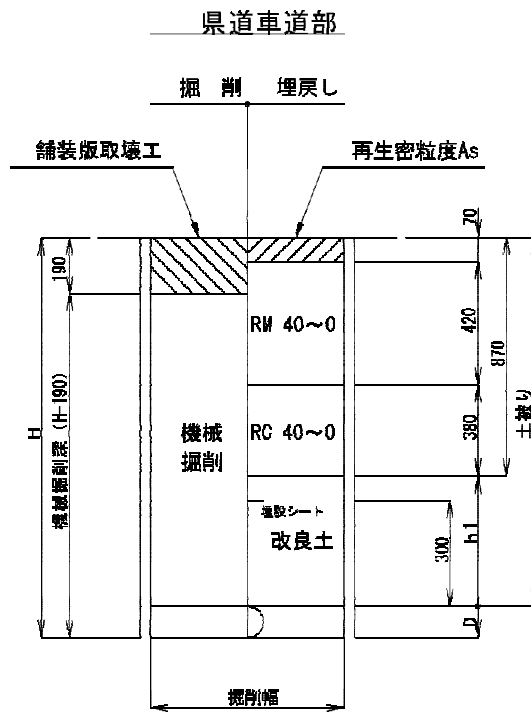 県道車道部
掘 削 埋戻し
舗装版取壊工 再生密粒度As
70
190
RM 40～0
420
870
土被り
H
機械掘削深（H-190）
機械
掘削
RC 40～0
380
埋設シート
改良土
300
h1
D
掘削幅